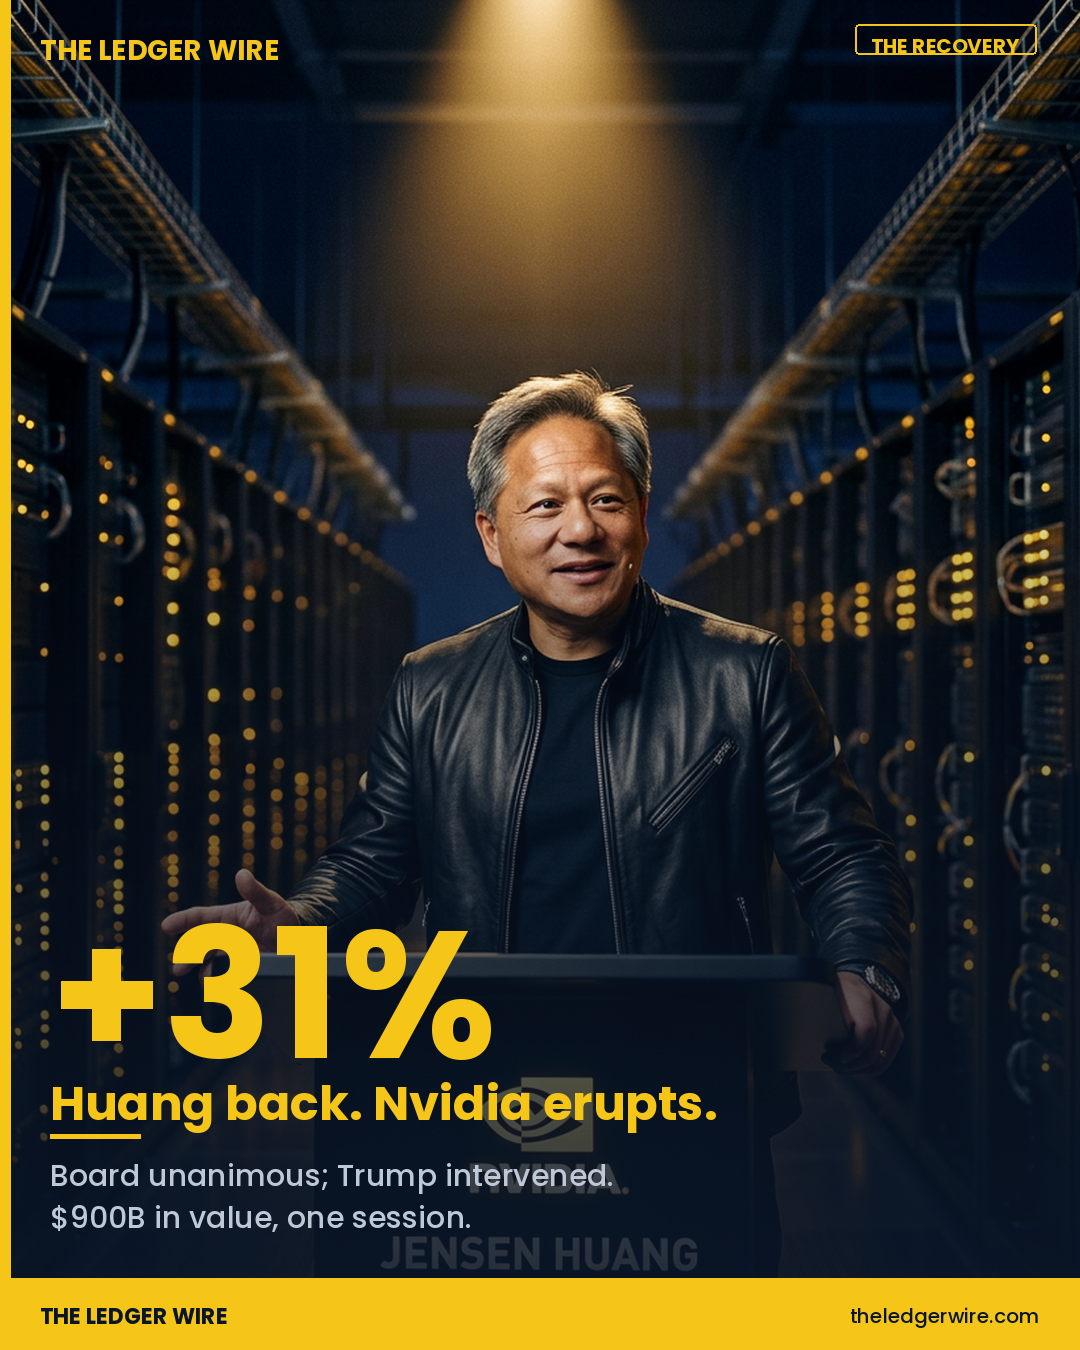 THE LEDGER WIRE
THE RECOVERY
+31%
Huang back. Nvidia erupts.
Board unanimous; Trump intervened.
$900B in value, one session.
NVIDIA.
JENSEN HUANG
THE LEDGER WIRE
theledgerwire.com